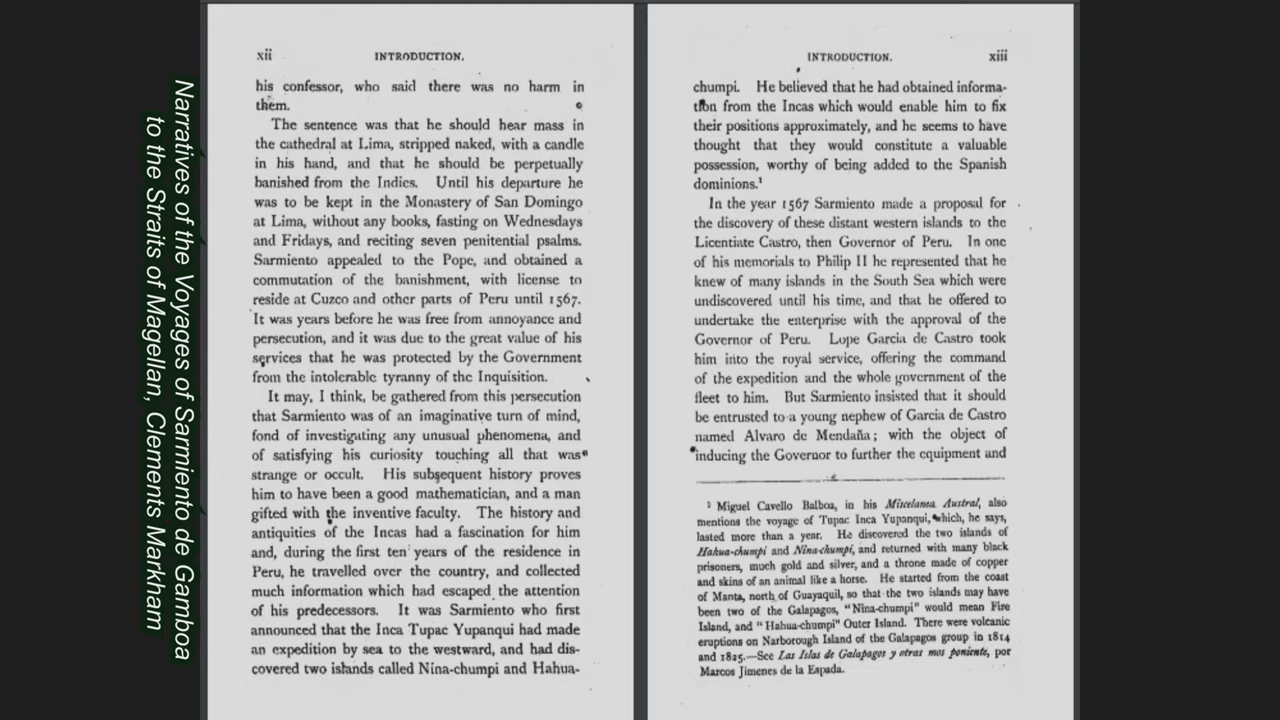 Narratives of the Voyages of Sarmiento de Gamboa
to the Straits of Magellan, Clements Markham
xii
INTRODUCTION.
his confessor, who said there was no harm in
them.
The sentence was that he should hear mass in
the cathedral at Lima, stripped naked, with a candle
in his hand, and that he should be perpetually
banished from the Indies. Until his departure he
was to be kept in the Monastery of San Domingo
at Lima, without any books, fasting on Wednesdays
and Fridays, and reciting seven penitential psalms.
Sarmiento appealed to the Pope, and obtained a
commutation of the banishment, with license to
reside at Cuzco and other parts of Peru until 1567.
It was years before he was free from annoyance and
persecution, and it was due to the great value of his
services that he was protected by the Government
from the intolerable tyranny of the Inquisition.
It may, I think, be gathered from this persecution
that Sarmiento was of an imaginative turn of mind,
fond of investigating any unusual phenomena, and
of satisfying his curiosity touching all that was
strange or occult. His subsequent history proves
him to have been a good mathematician, and a man
gifted with the inventive faculty. The history and
antiquities of the Incas had a fascination for him
and, during the first ten years of the residence in
Peru, he travelled over the country, and collected
much information which had escaped the attention
of his predecessors. It was Sarmiento who first
announced that the Inca Tupac Yupanqui had made
an expedition by sea to the westward, and had dis-
covered two islands called Nina-chumpi and Hahua-
INTRODUCTION.
xiii
chumpi. He believed that he had obtained informa-
tion from the Incas which would enable him to fix
their positions approximately, and he seems to have
thought that they would constitute a valuable
possession, worthy of being added to the Spanish
dominions.¹
In the year 1567 Sarmiento made a proposal for
the discovery of these distant western islands to the
Licentiate Castro, then Governor of Peru. In one
of his memorials to Philip II he represented that he
knew of many islands in the South Sea which were
undiscovered until his time, and that he offered to
undertake the enterprise with the approval of the
Governor of Peru. Lope Garcia de Castro took
him into the royal service, offering the command
of the expedition and the whole government of the
fleet to him. But Sarmiento insisted that it should
be entrusted to a young nephew of Garcia de Castro
named Alvaro de Mendaña; with the object of
inducing the Governor to further the equipment and
¹ Miguel Cavello Balboa, in his Miscelanea Austral, also
mentions the voyage of Tupac Inca Yupanqui, which, he says,
lasted more than a year. He discovered the two islands of
Hahua-chumpi and Nina-chumpi, and returned with many black
prisoners, much gold and silver, and a throne made of copper
and skins of an animal like a horse. He started from the coast
of Manta, north of Guayaquil, so that the two islands may have
been two of the Galapagos, "Nina-chumpi" would mean Fire
Island, and "Hahua-chumpi" Outer Island. There were volcanic
eruptions on Narborough Island of the Galapagos group in 1814
and 1825.—See Las Islas de Galapagos y otras mos poniente, por
Marcos Jimenes de la Espada.